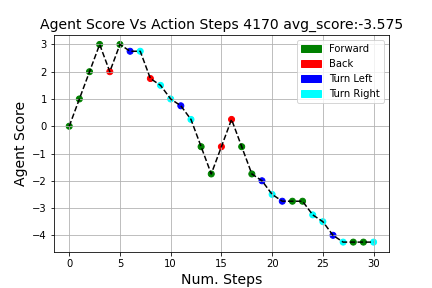 Agent Score Vs Action Steps 4170 avg_score:-3.575
Forward
Back
Turn Left
Turn Right
Agent Score
3
2
1
0
−1
−2
−3
−4
0 5 10 15 20 25 30
Num. Steps